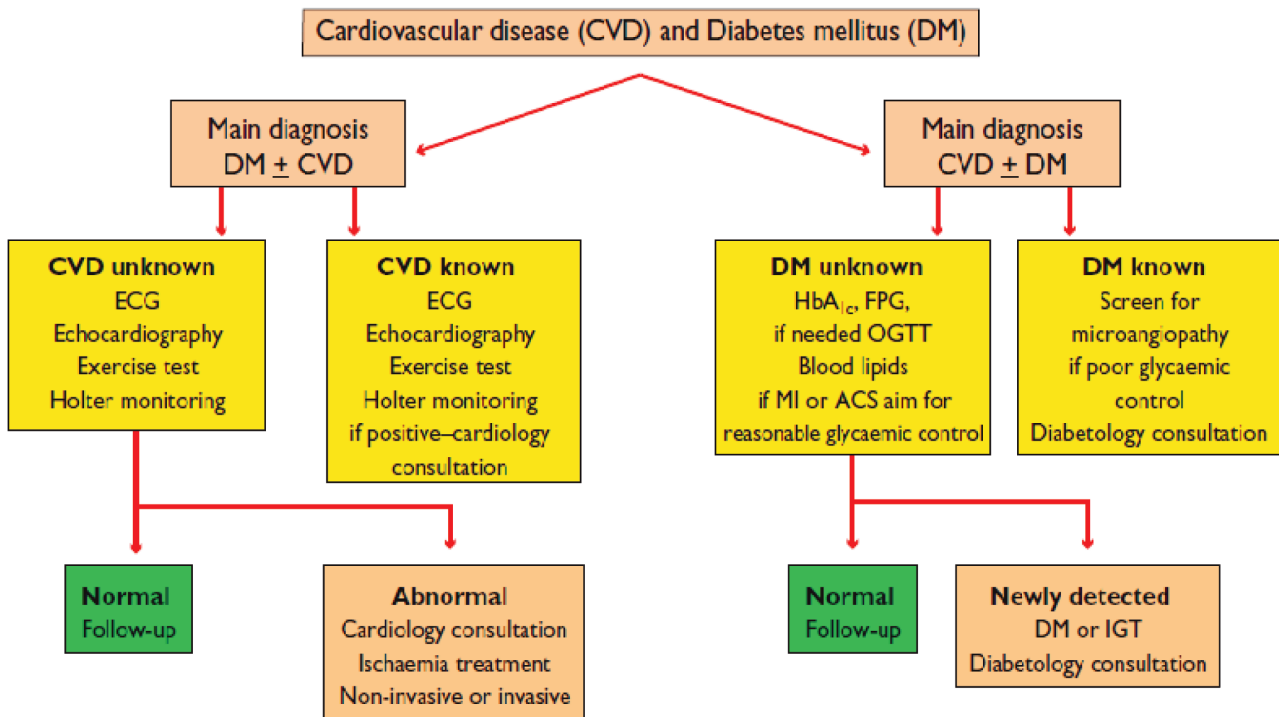 Cardiovascular disease (CVD) and Diabetes mellitus (DM)
Main diagnosis
DM ± CVD
Main diagnosis
CVD ± DM
CVD unknown
ECG
Echocardiography
Exercise test
Holter monitoring
CVD known
ECG
Echocardiography
Exercise test
Holter monitoring
if positive–cardiology
consultation
DM unknown
HbA1c, FPG,
if needed OGTT
Blood lipids
if MI or ACS aim for
reasonable glycaemic control
DM known
Screen for
microangiopathy
if poor glycaemic
control
Diabetology consultation
Normal
Follow-up
Abnormal
Cardiology consultation
Ischaemia treatment
Non-invasive or invasive
Normal
Follow-up
Newly detected
DM or IGT
Diabetology consultation